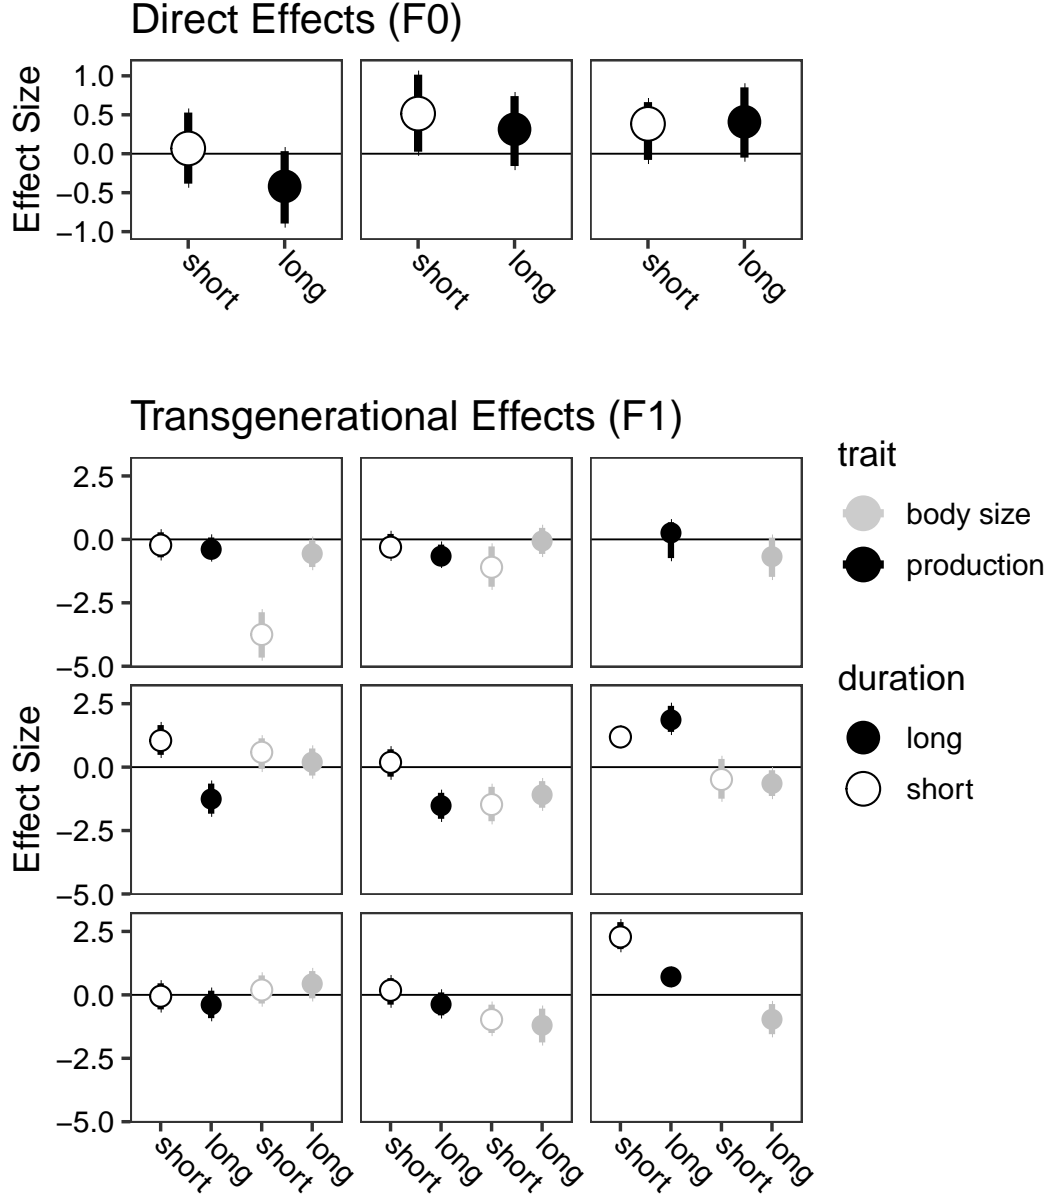 Direct Effects (F0)
Effect Size
1.0
0.5
0.0
−0.5
−1.0
short long short long short long
Transgenerational Effects (F1)
Effect Size
2.5
0.0
−2.5
−5.0
2.5
0.0
−2.5
−5.0
2.5
0.0
−2.5
−5.0
short long short long short long short long short long short long
trait
body size
production
duration
long
short